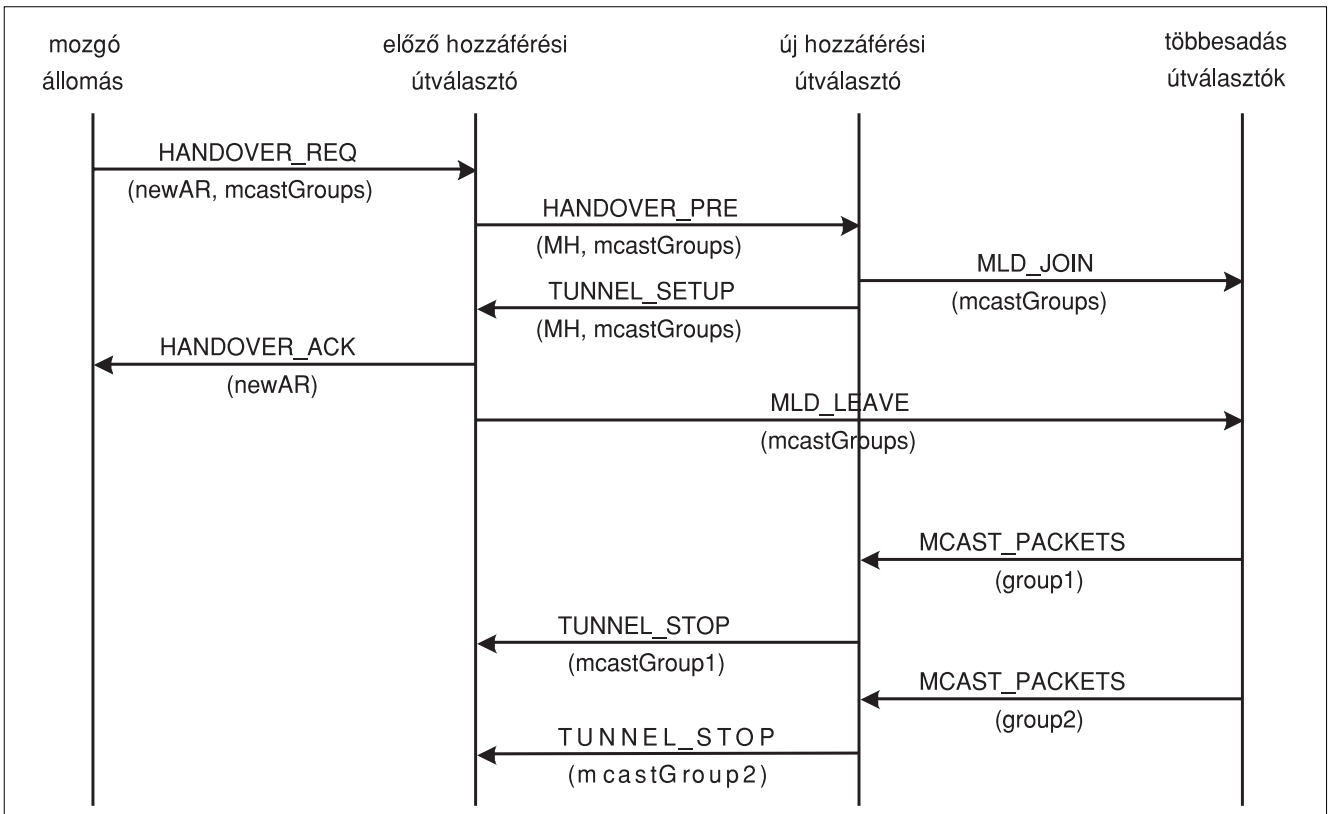 mozgó
állomás
előző hozzáférési
útválasztó
új hozzáférési
útválasztó
többesadás
útválasztók
HANDOVER_REQ
(newAR, mcastGroups)
HANDOVER_PRE
(MH, mcastGroups)
MLD_JOIN
(mcastGroups)
TUNNEL_SETUP
(MH, mcastGroups)
HANDOVER_ACK
(newAR)
MLD_LEAVE
(mcastGroups)
MCAST_PACKETS
(group1)
TUNNEL_STOP
(mcastGroup1)
MCAST_PACKETS
(group2)
TUNNEL_STOP
(mcastGroup2)